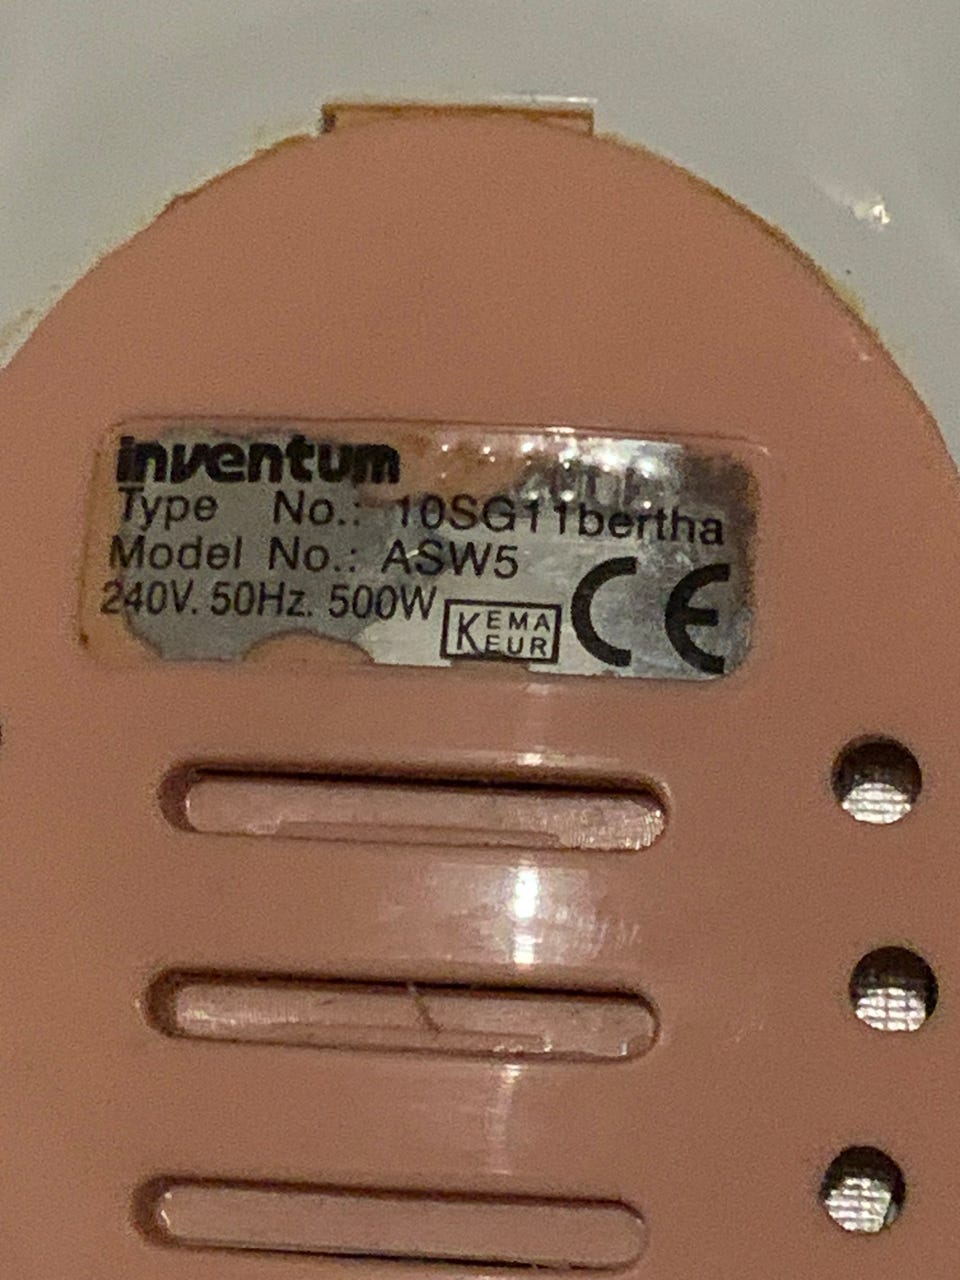 inventum
Type No.: 10SG11bertha
Model No.: ASW5
240V. 50Hz. 500W
KEMA
KEUR
CE